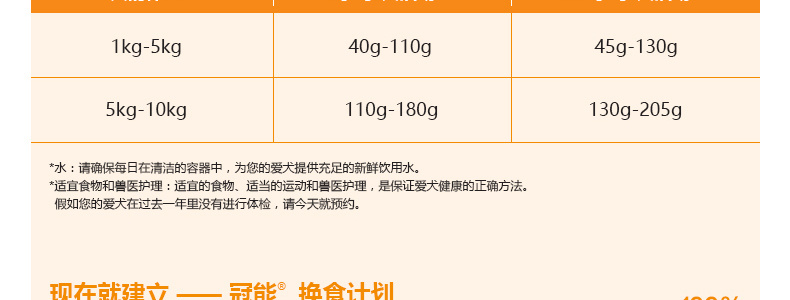 1kg-5kg 40g-110g 45g-130g
5kg-10kg 110g-180g 130g-205g
*水：请确保每日在清洁的容器中，为您的爱犬提供充足的新鲜饮用水。
*适宜食物和兽医护理：适宜的食物、适当的运动和兽医护理，是保证爱犬健康的正确方法。
假如您的爱犬在过去一年里没有进行体检，请今天就预约。
现在就建立 —— 冠能® 换食计划